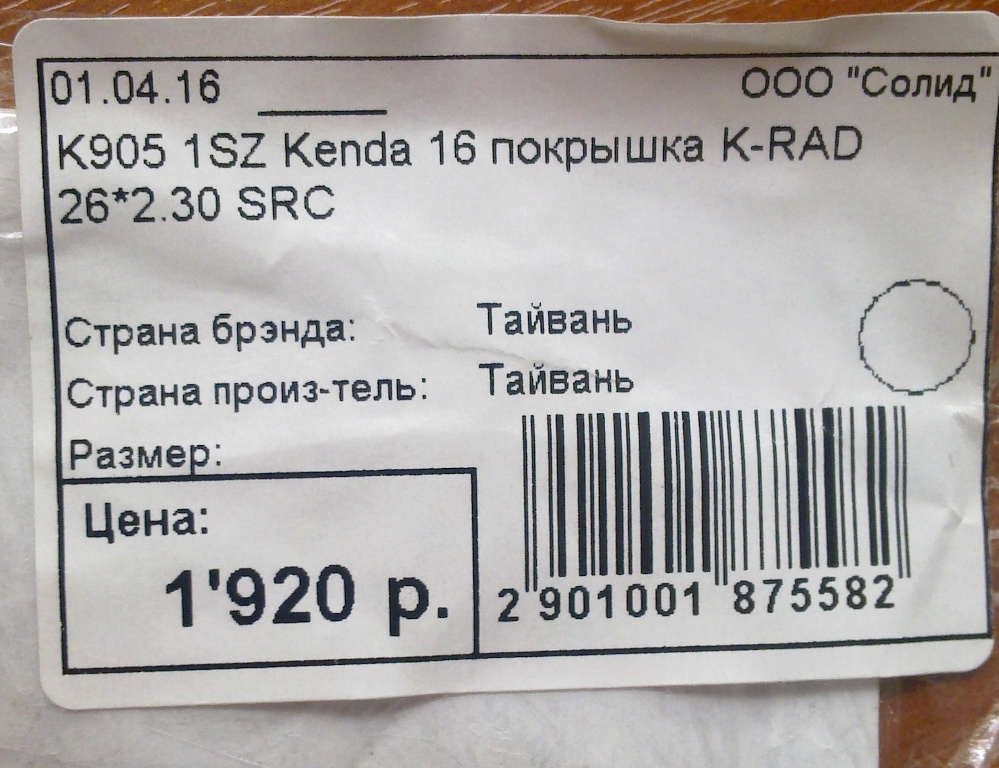 01.04.16 ООО "Солид"
K905 1SZ Kenda 16 покрышка K-RAD
26*2.30 SRC
Страна брэнда: Тайвань
Страна произ-тель: Тайвань
Размер:
Цена:
1'920 р.
2 901001 875582